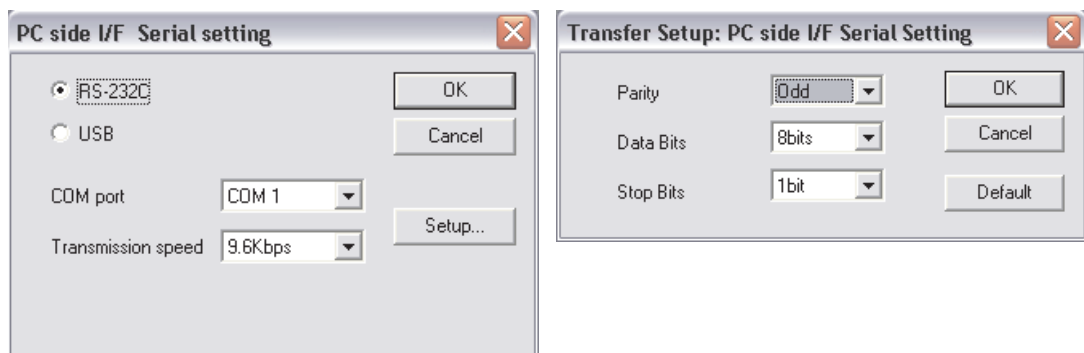 PC side I/F Serial setting
RS-232C
USB
OK
Cancel
COM port COM 1
Transmission speed 9.6Kbps
Setup...
Transfer Setup: PC side I/F Serial Setting
Parity Odd
Data Bits 8bits
Stop Bits 1bit
OK
Cancel
Default